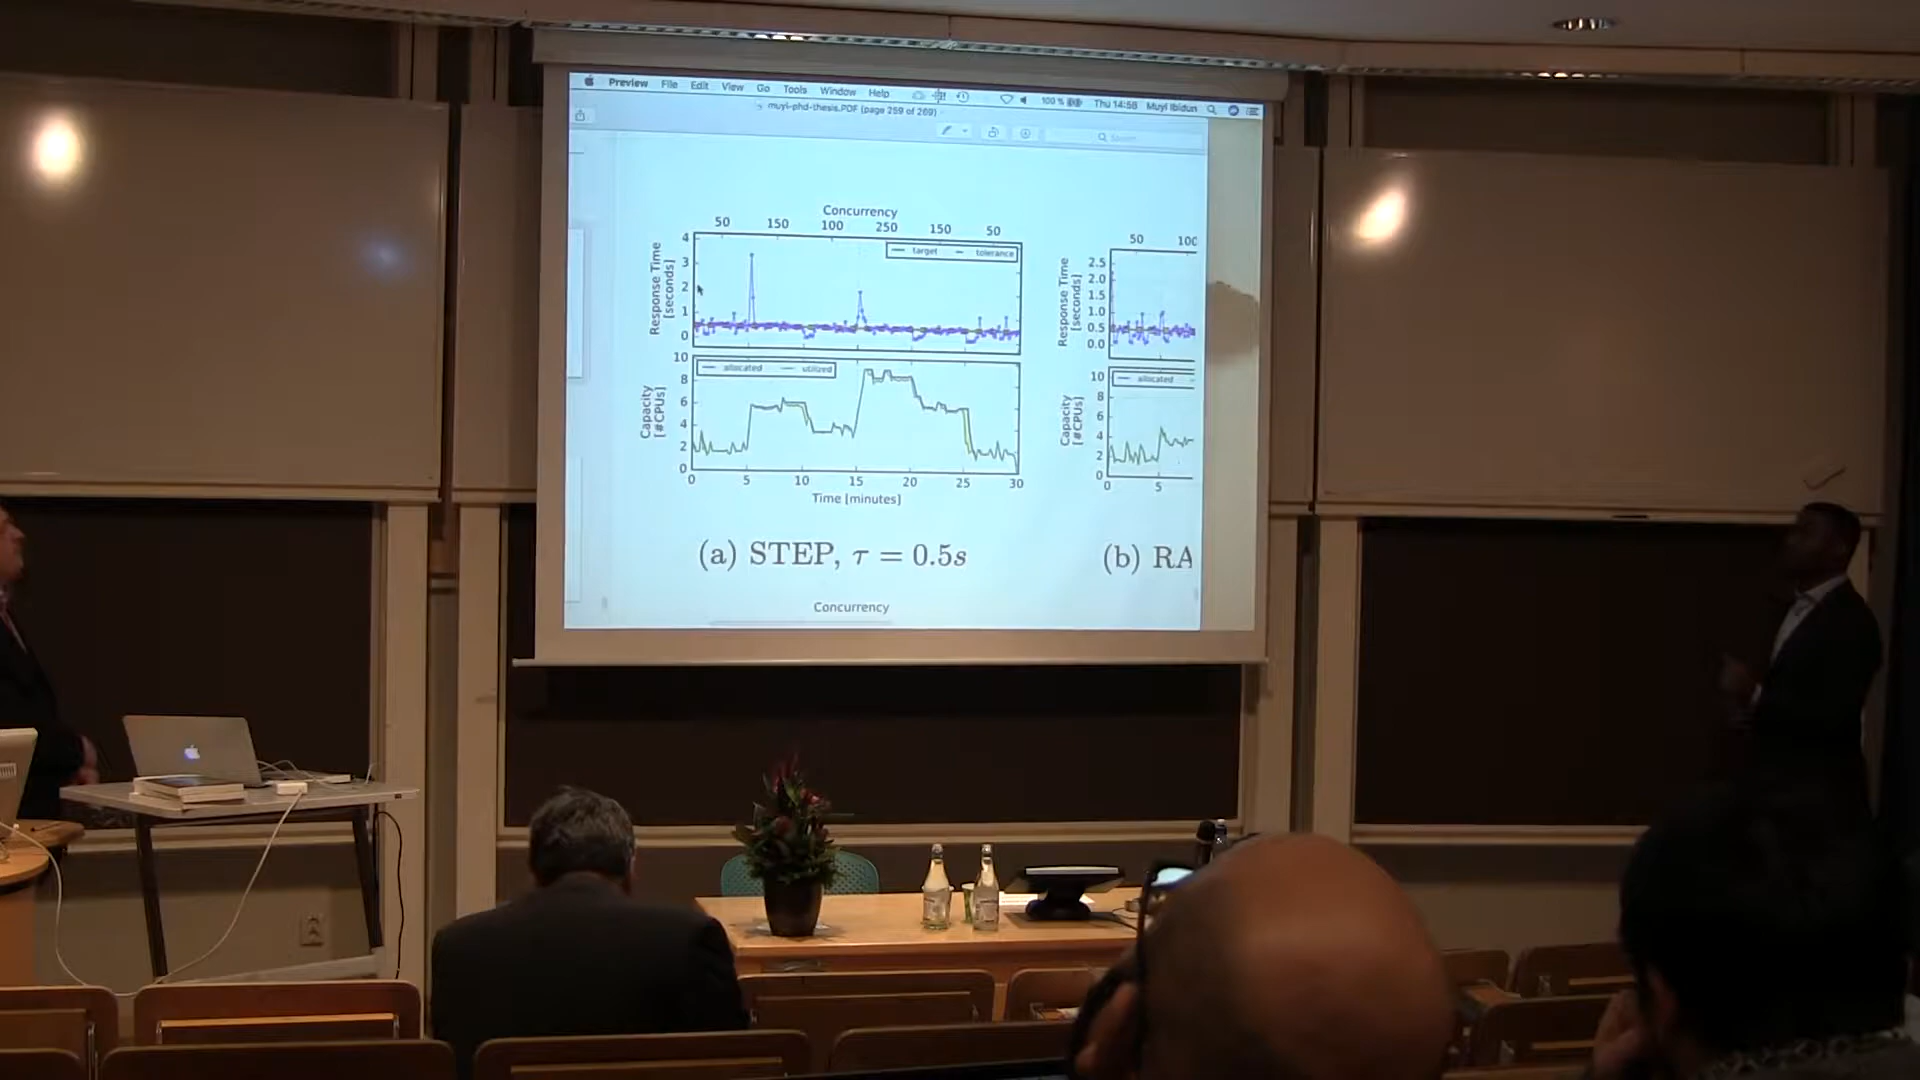 Preview File Edit View Go Tools Window Help 100 % Thu 14:58 Muyi Ibidun
muyi-phd-thesis.PDF (page 259 of 269)
Concurrency
50 150 100 250 150 50
4
3
2
1
0
Response Time
[seconds]
target tolerance
10
8
6
4
2
0
Capacity
[#CPUs]
allocated utilized
0 5 10 15 20 25 30
Time [minutes]
(a) STEP, τ = 0.5s
50 100
2.5
2.0
1.5
1.0
0.5
0.0
Response Time
[seconds]
10
8
6
4
2
0
Capacity
[#CPUs]
allocated
0 5
(b) RA
Concurrency